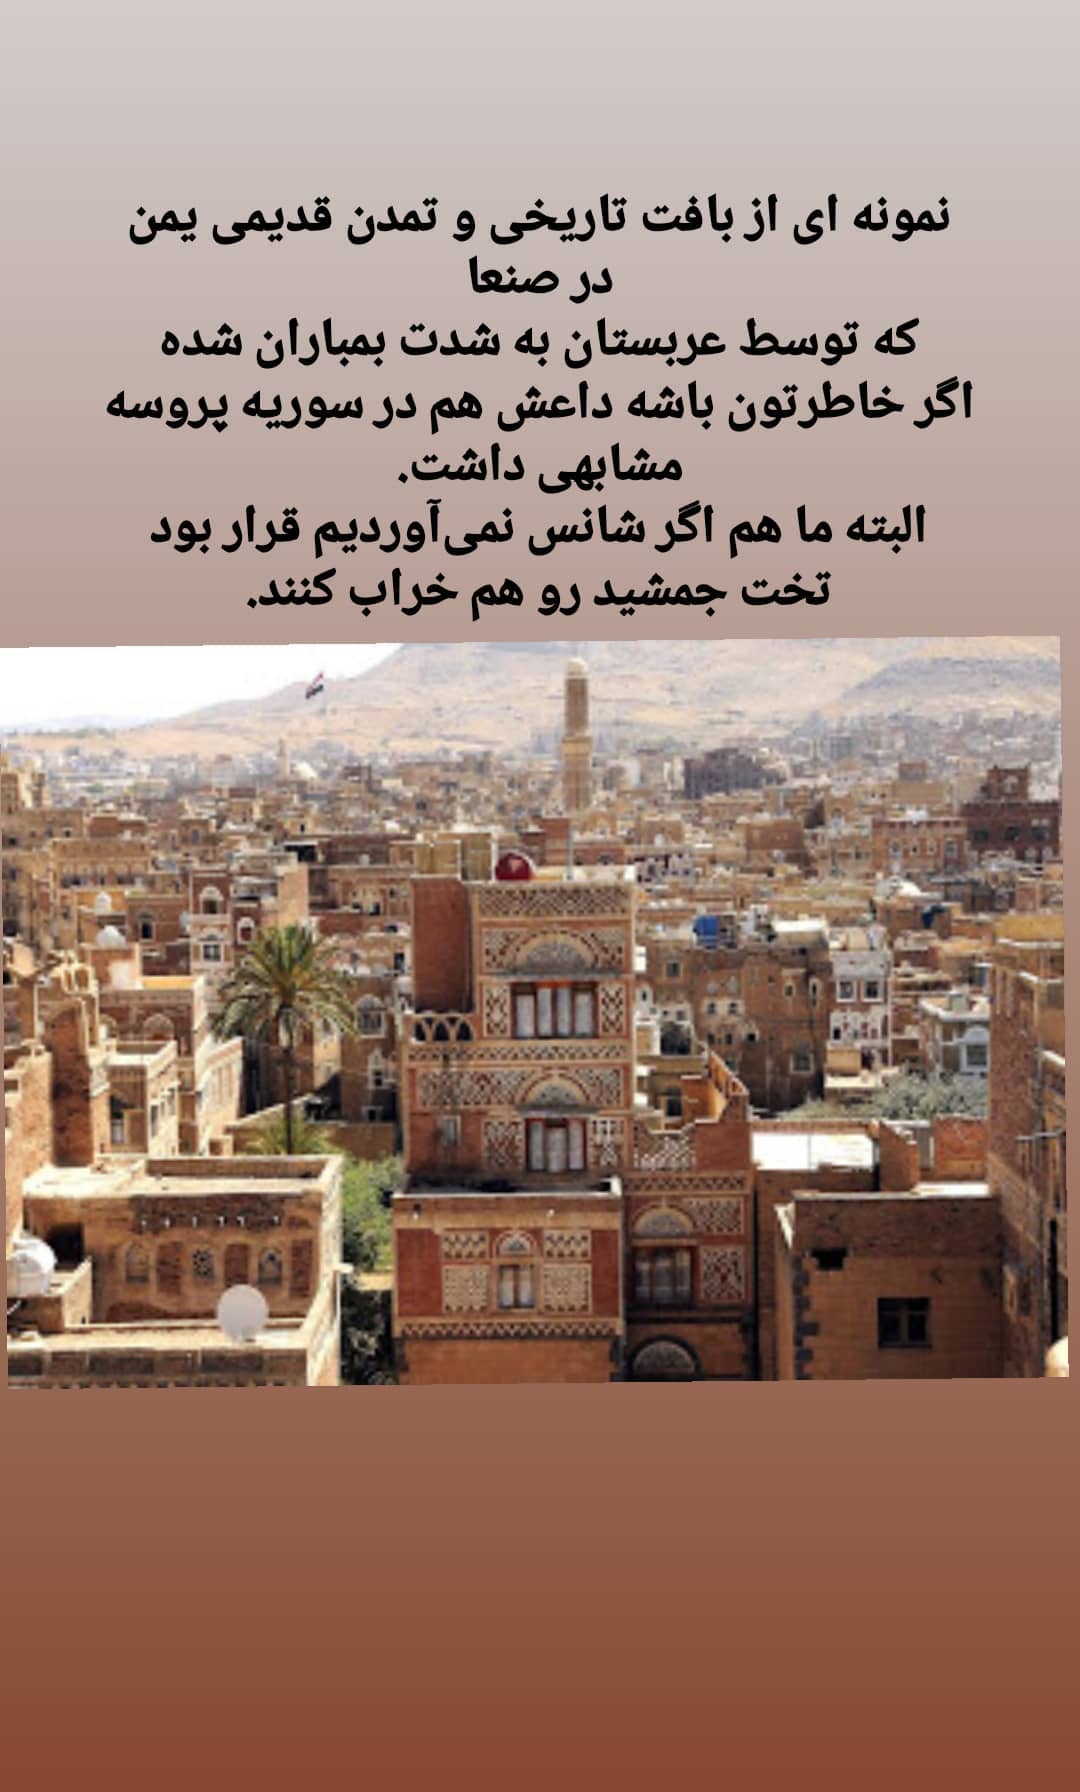 نمونه ای از بافت تاریخی و تمدن قدیمی یمن
در صنعا
که توسط عربستان به شدت بمباران شده
اگر خاطرتون باشه داعش هم در سوریه پروسه
مشابهی داشت.
البته ما هم اگر شانس نمی‌آوردیم قرار بود
تخت جمشید رو هم خراب کنند.